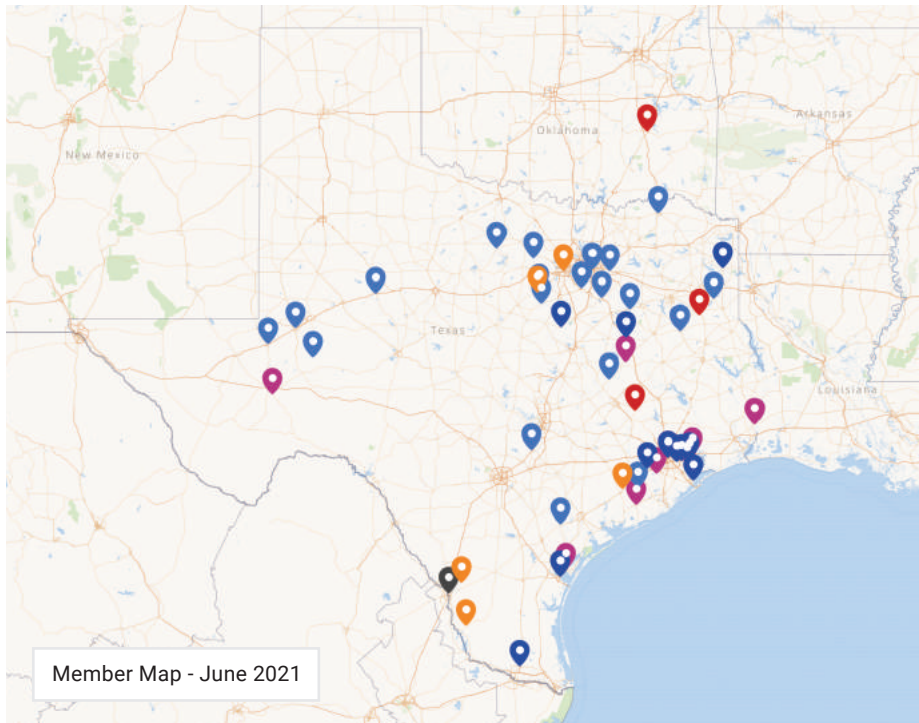 Oklahoma
Arkansas
New Mexico
Texas
Louisiana
Member Map - June 2021